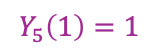 Y₅(1) = 1